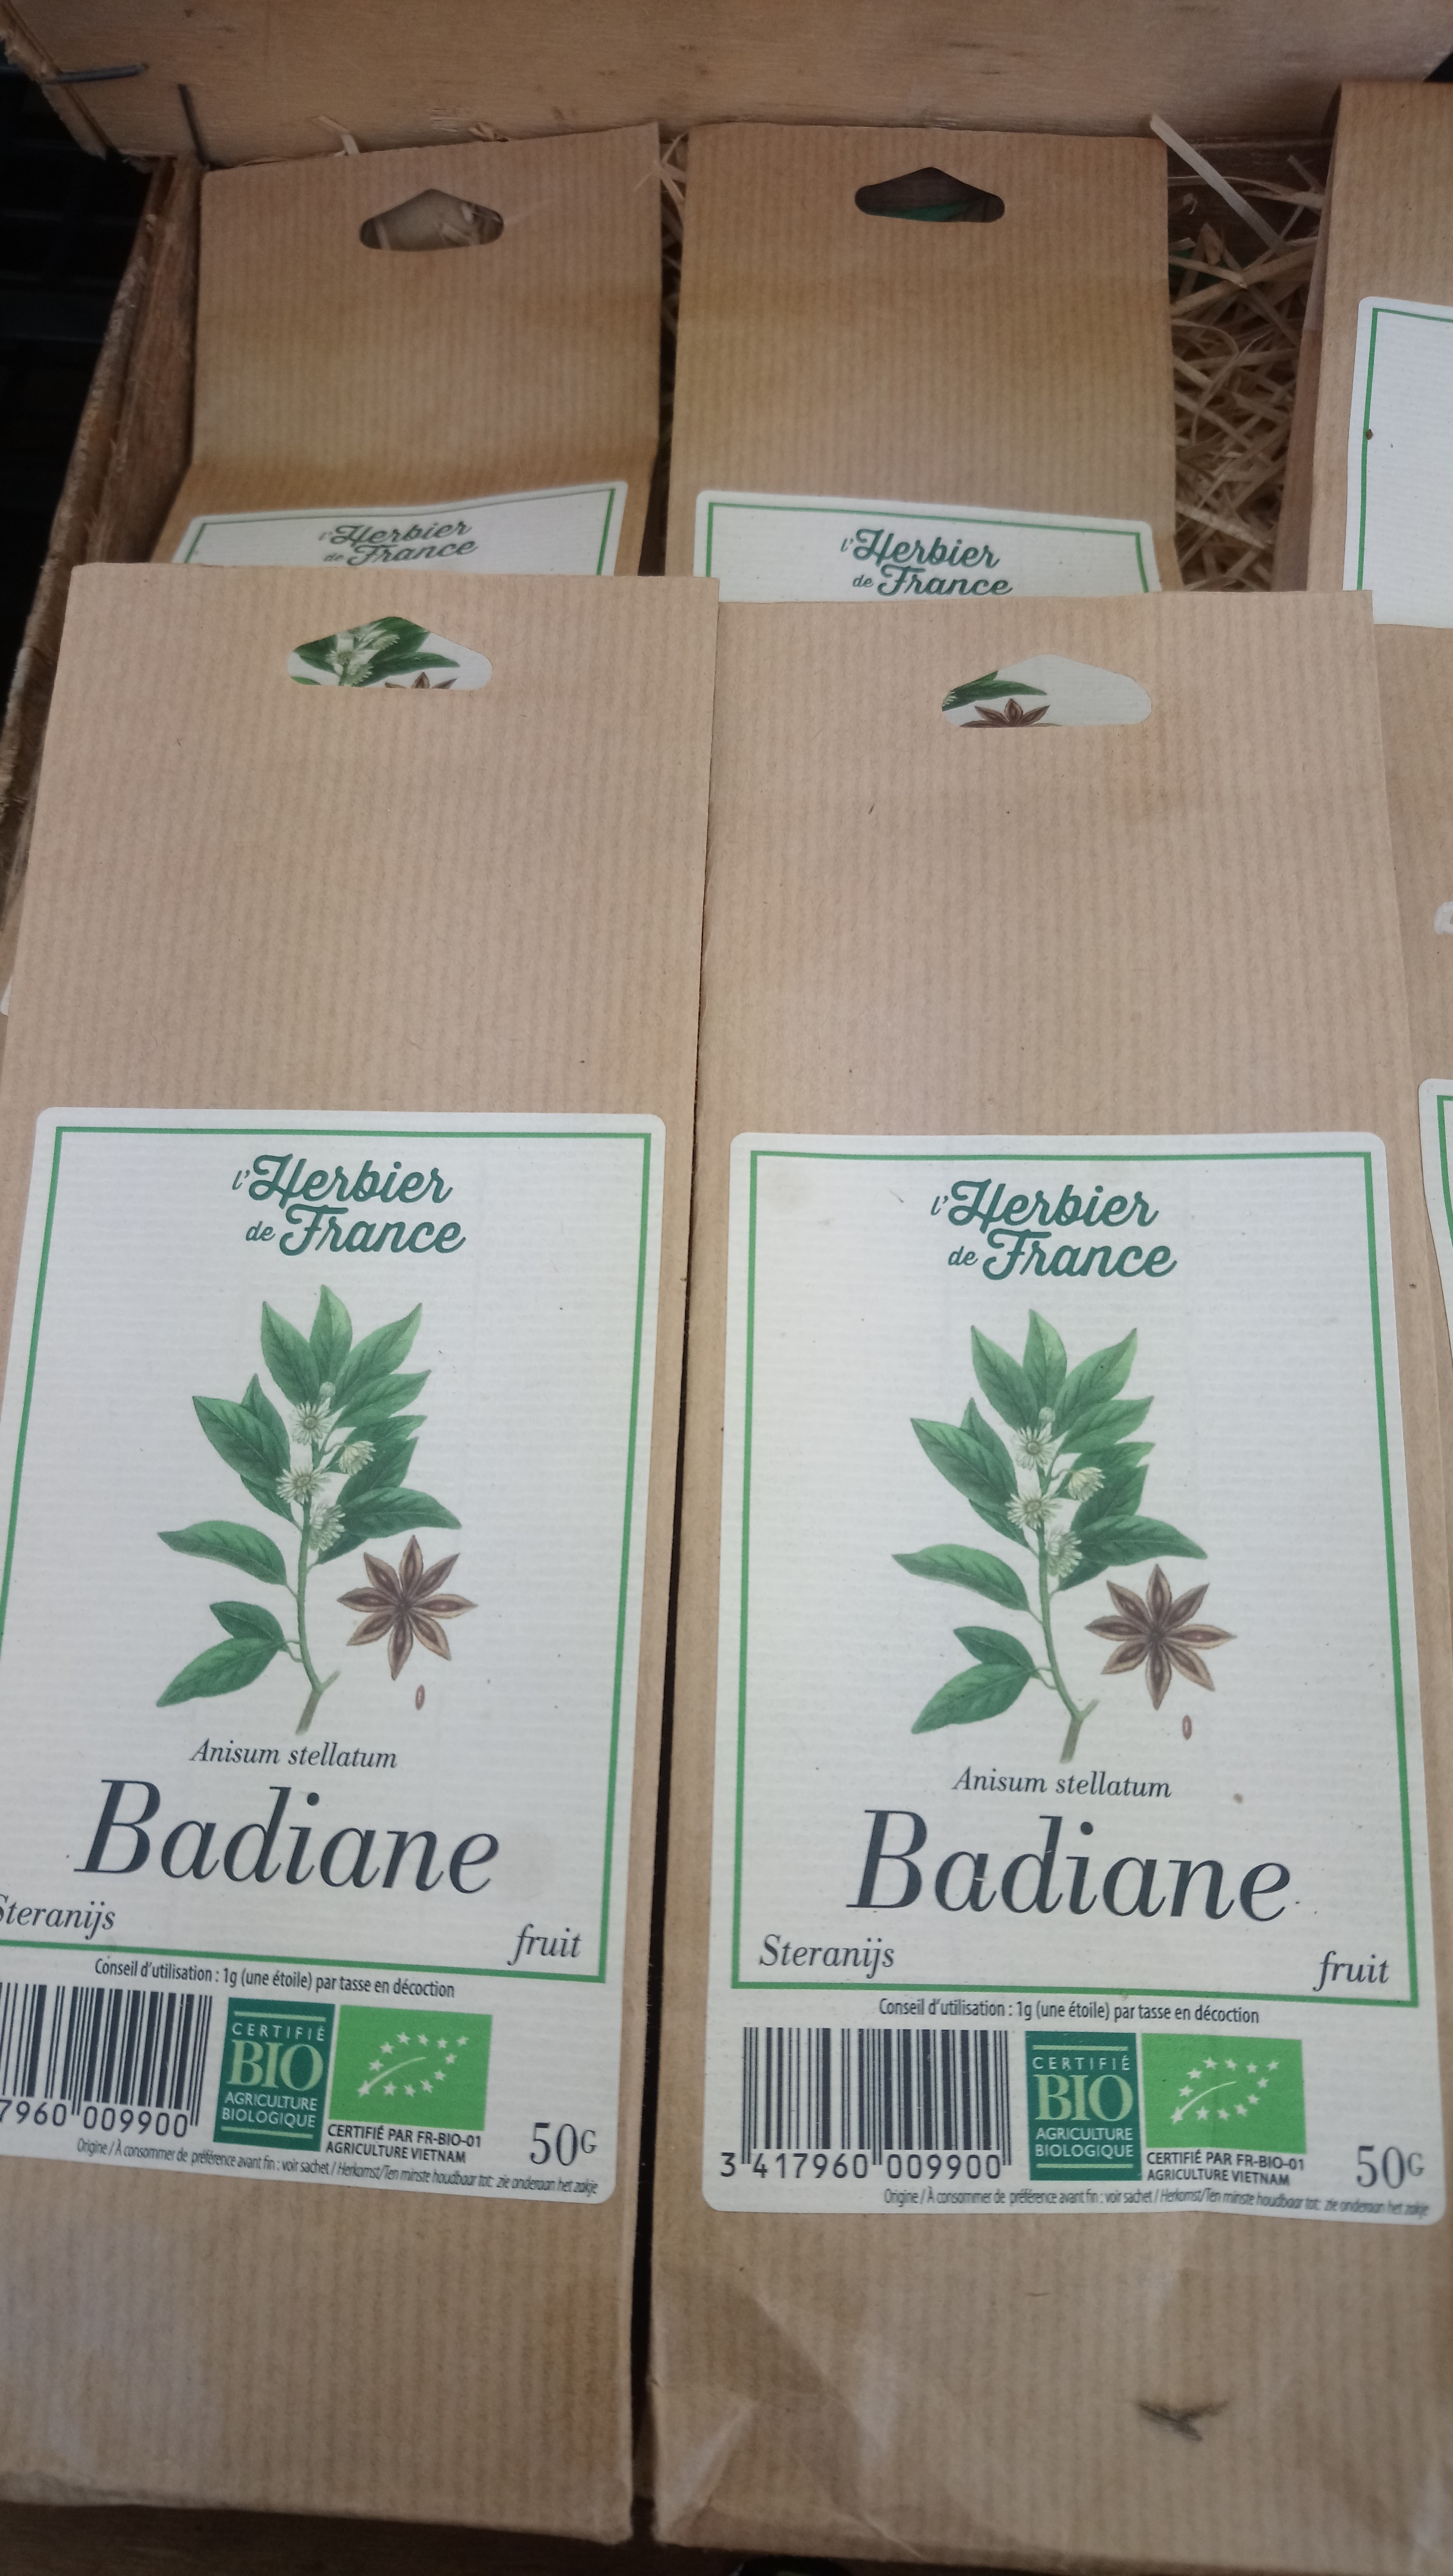 l'Herbier
de France
l'Herbier
de France
l'Herbier
de France
Anisum stellatum
Badiane
Steranijs
fruit
Conseil d'utilisation : 1g (une étoile) par tasse en décoction
7960 009900
CERTIFIÉ
BIO
AGRICULTURE
BIOLOGIQUE
CERTIFIÉ PAR FR-BIO-01
AGRICULTURE VIETNAM
50G
Origine / À consommer de préférence avant fin : voir sachet / Herkomst/Ten minste houdbaar tot: zie onderaan het zakje
l'Herbier
de France
Anisum stellatum
Badiane
Steranijs
fruit
Conseil d'utilisation : 1g (une étoile) par tasse en décoction
3 417960 009900
CERTIFIÉ
BIO
AGRICULTURE
BIOLOGIQUE
CERTIFIÉ PAR FR-BIO-01
AGRICULTURE VIETNAM
50G
Origine / À consommer de préférence avant fin : voir sachet / Herkomst/Ten minste houdbaar tot: zie onderaan het zakje